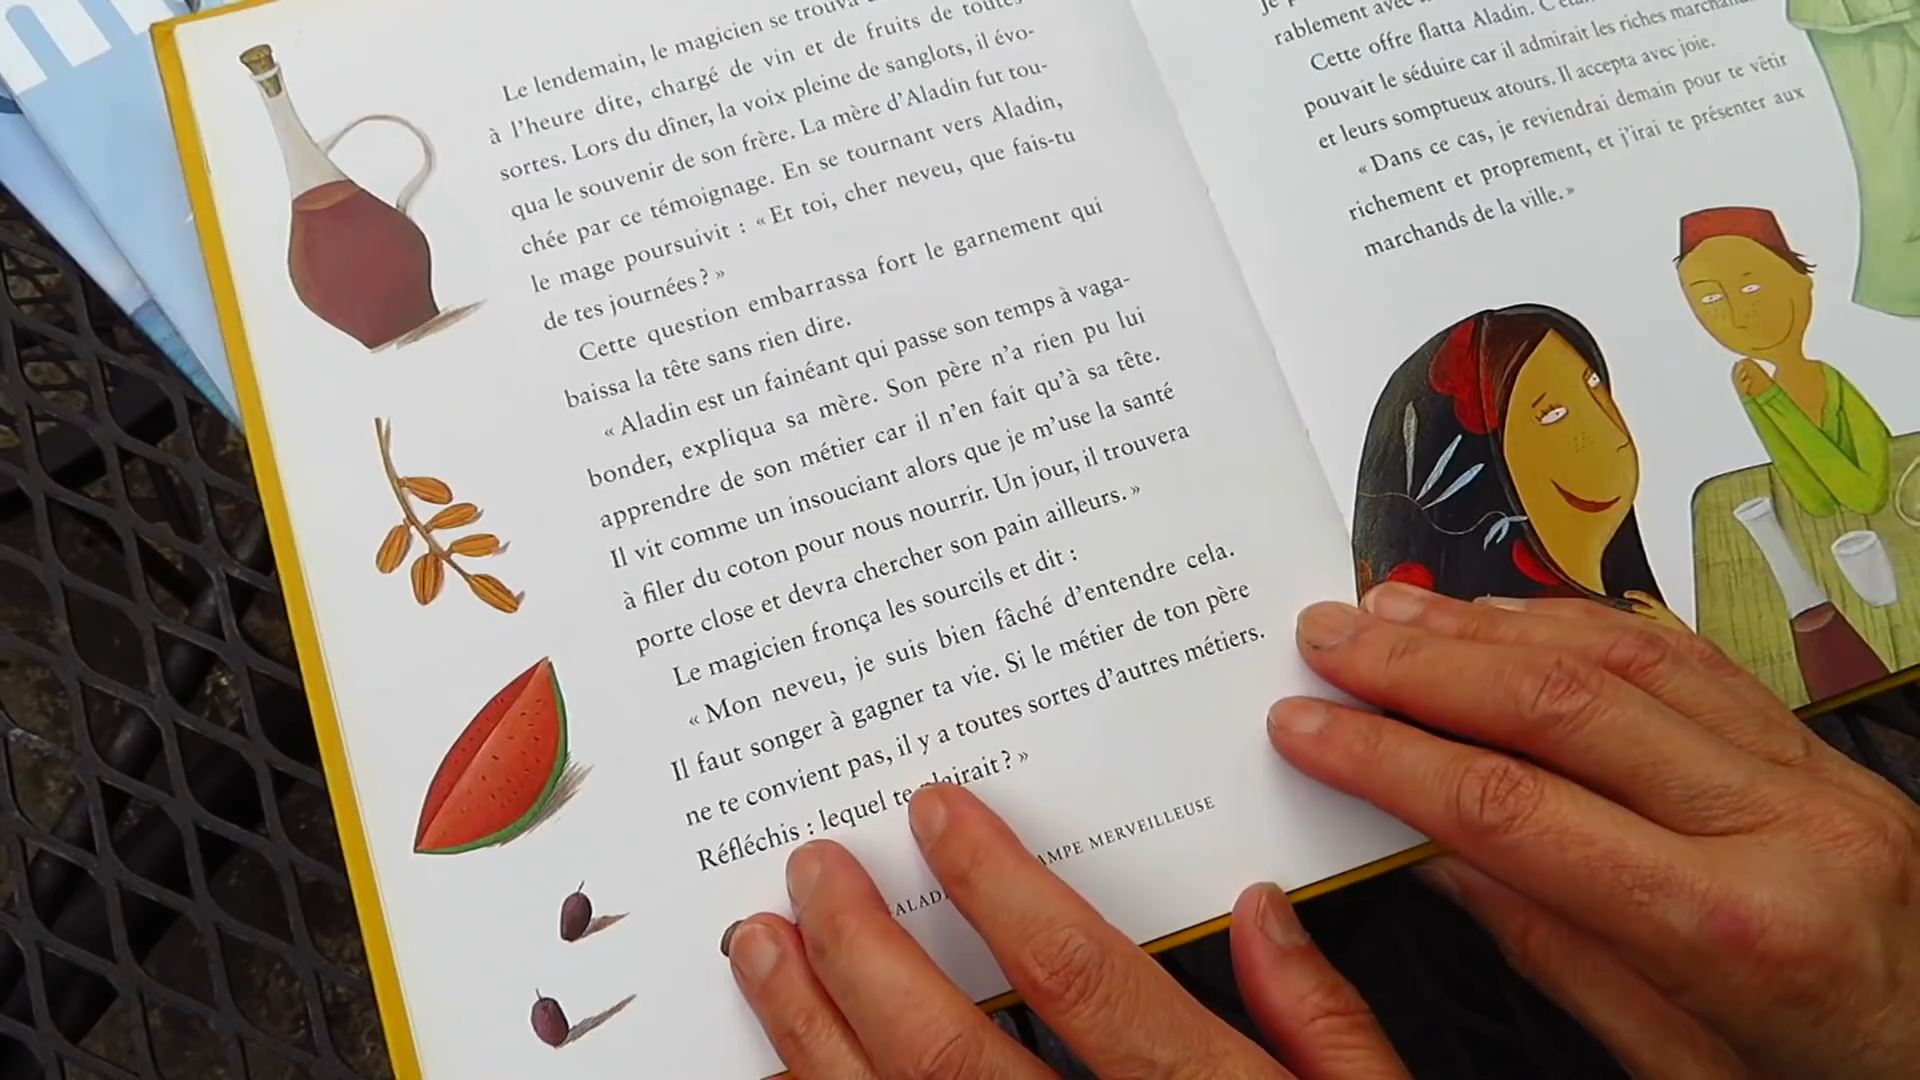 Le lendemain, le magicien se trouva
à l'heure dite, chargé de vin et de fruits de toutes
sortes. Lors du dîner, la voix pleine de sanglots, il évo-
qua le souvenir de son frère. La mère d'Aladin fut tou-
chée par ce témoignage. En se tournant vers Aladin,
le mage poursuivit : « Et toi, cher neveu, que fais-tu
de tes journées ? »
Cette question embarrassa fort le garnement qui
baissa la tête sans rien dire.
« Aladin est un fainéant qui passe son temps à vaga-
bonder, expliqua sa mère. Son père n'a rien pu lui
apprendre de son métier car il n'en fait qu'à sa tête.
Il vit comme un insouciant alors que je m'use la santé
à filer du coton pour nous nourrir. Un jour, il trouvera
porte close et devra chercher son pain ailleurs. »
Le magicien fronça les sourcils et dit :
« Mon neveu, je suis bien fâché d'entendre cela.
Il faut songer à gagner ta vie. Si le métier de ton père
ne te convient pas, il y a toutes sortes d'autres métiers.
Réfléchis : lequel te plairait ? »
MERVEILLEUSE
rablement avec
Cette offre flatta Aladin.
pouvait le séduire car il admirait les riches marchands
et leurs somptueux atours. Il accepta avec joie.
« Dans ce cas, je reviendrai demain pour te vêtir
richement et proprement, et j'irai te présenter aux
marchands de la ville. »